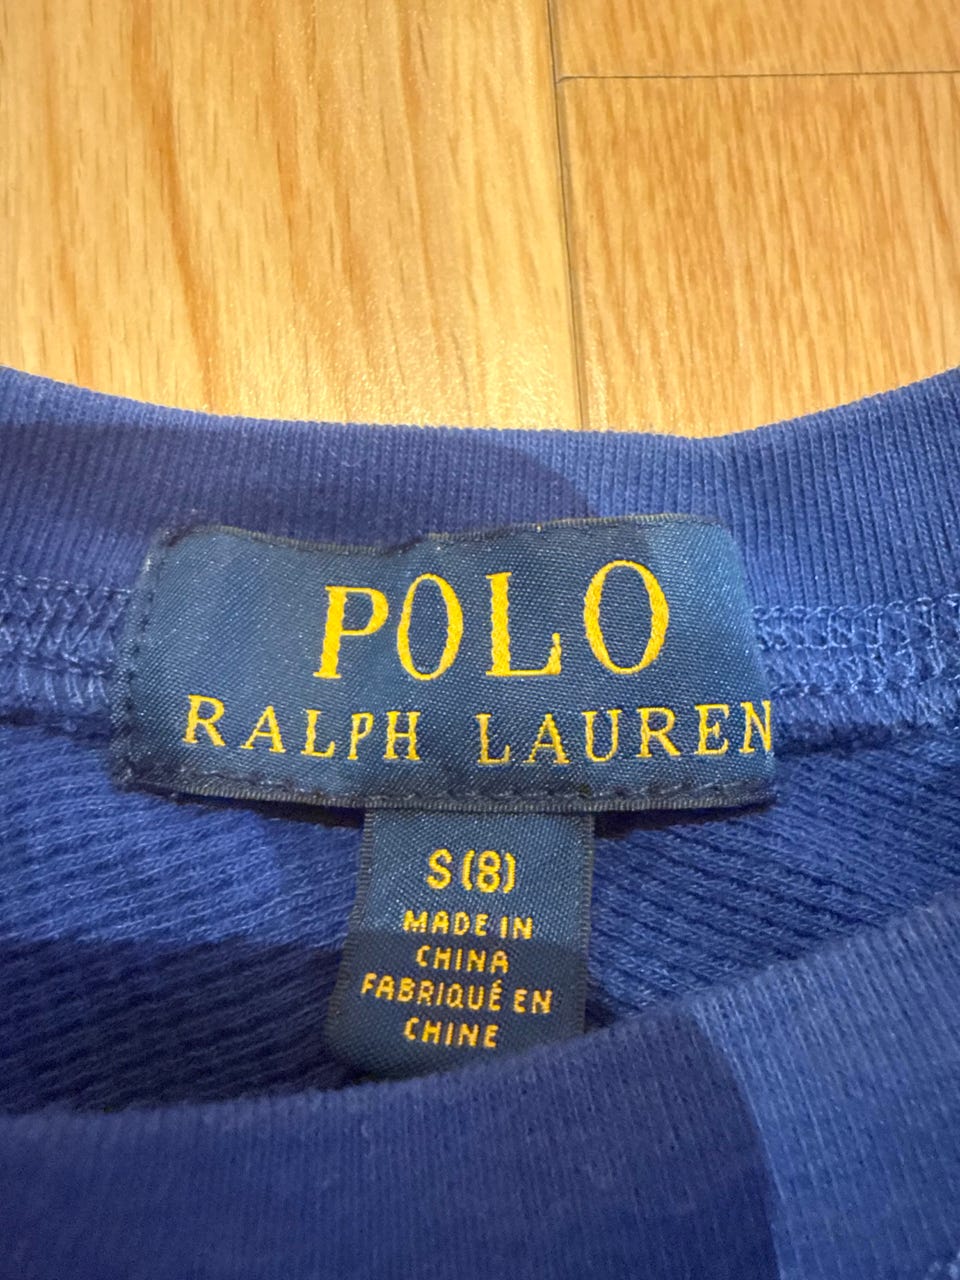 POLO
RALPH LAUREN
S(8)
MADE IN
CHINA
FABRIQUÉ EN
CHINE